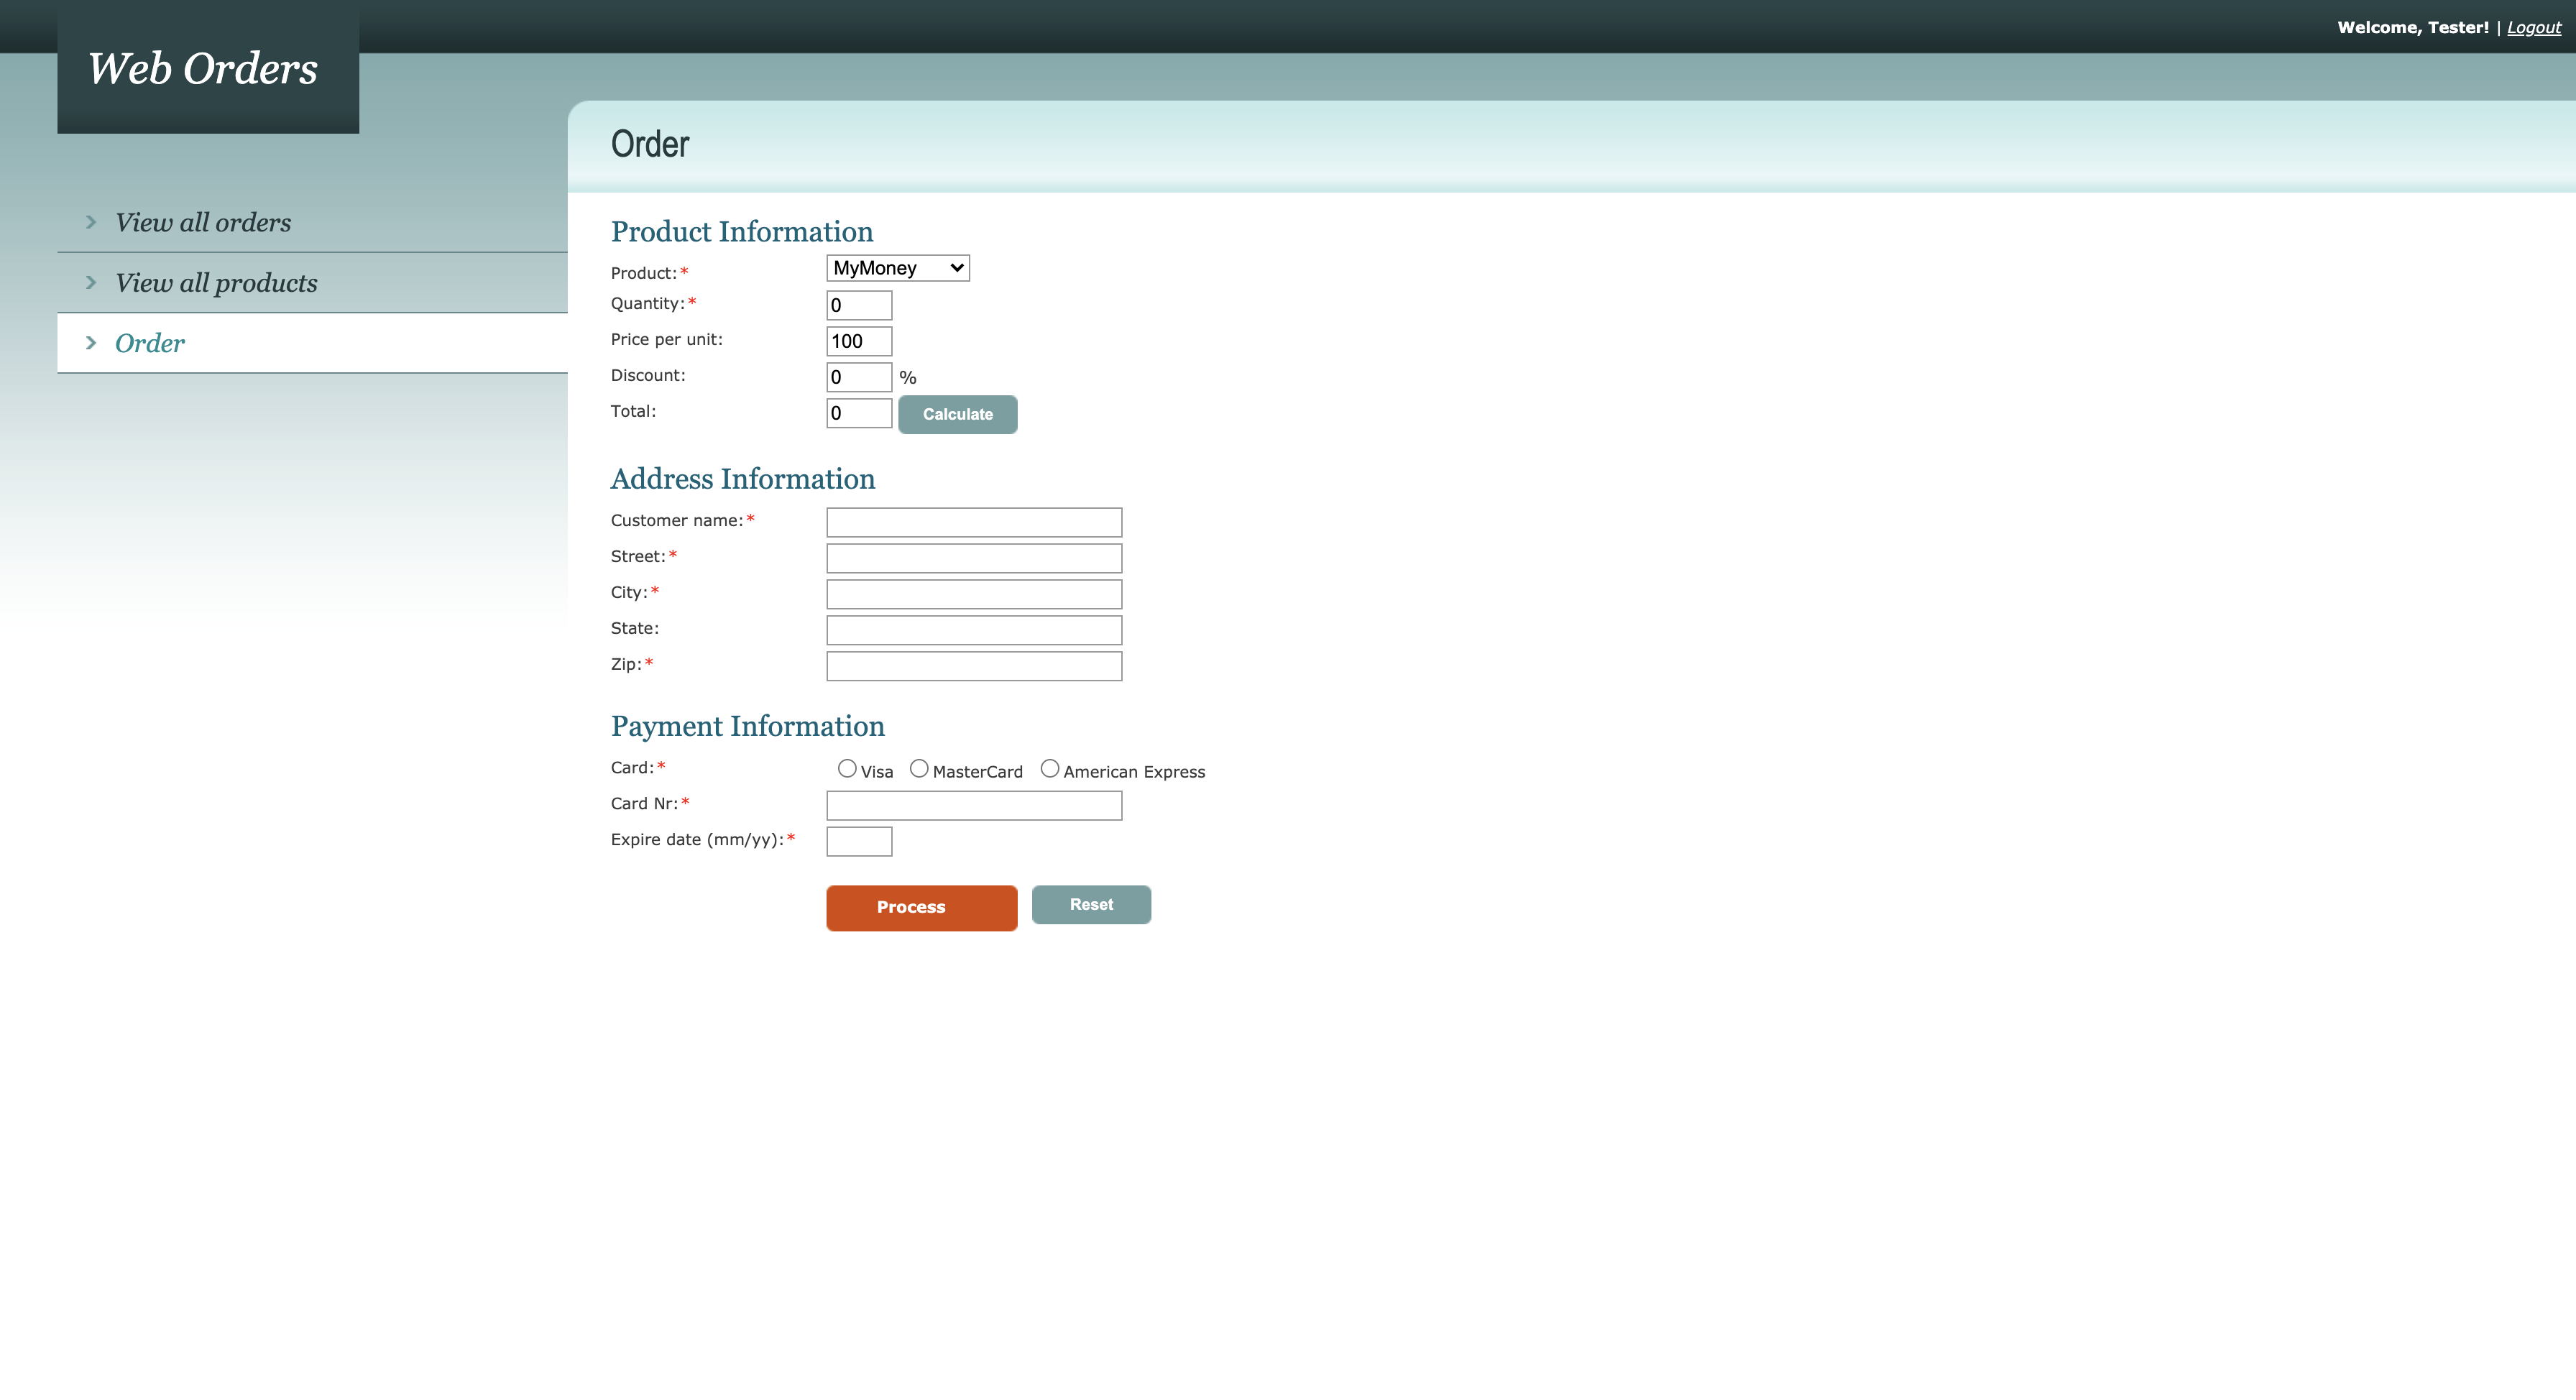 Welcome, Tester! | Logout
Web Orders
View all orders
View all products
Order
Order
Product Information
Product:* MyMoney
Quantity:* 0
Price per unit: 100
Discount: 0 %
Total: 0 Calculate
Address Information
Customer name:*
Street:*
City:*
State:
Zip:*
Payment Information
Card:* Visa MasterCard American Express
Card Nr:*
Expire date (mm/yy):*
Process Reset